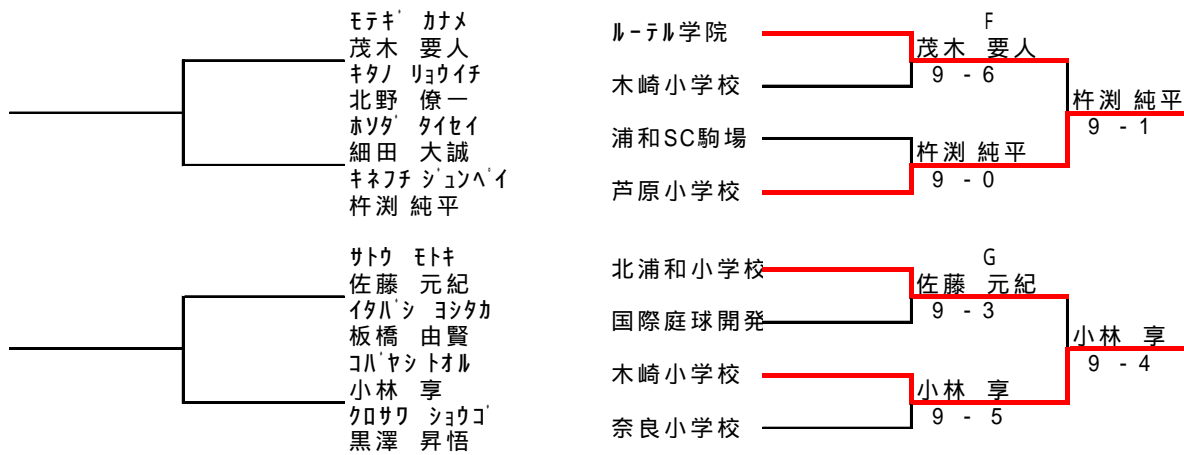 モテギ カナメ
茂木 要人
キタノ リョウイチ
北野 僚一
ホソダ タイセイ
細田 大誠
キネフチ ジュンペイ
杵渕 純平
ルーテル学院
木崎小学校
浦和SC駒場
芦原小学校
F
茂木 要人
9 - 6
杵渕 純平
9 - 0
杵渕 純平
9 - 1
サトウ モトキ
佐藤 元紀
イタバシ ヨシタカ
板橋 由賢
コバヤシ トオル
小林 享
クロサワ ショウゴ
黒澤 昇悟
北浦和小学校
国際庭球開発
木崎小学校
奈良小学校
G
佐藤 元紀
9 - 3
小林 享
9 - 5
小林 享
9 - 4